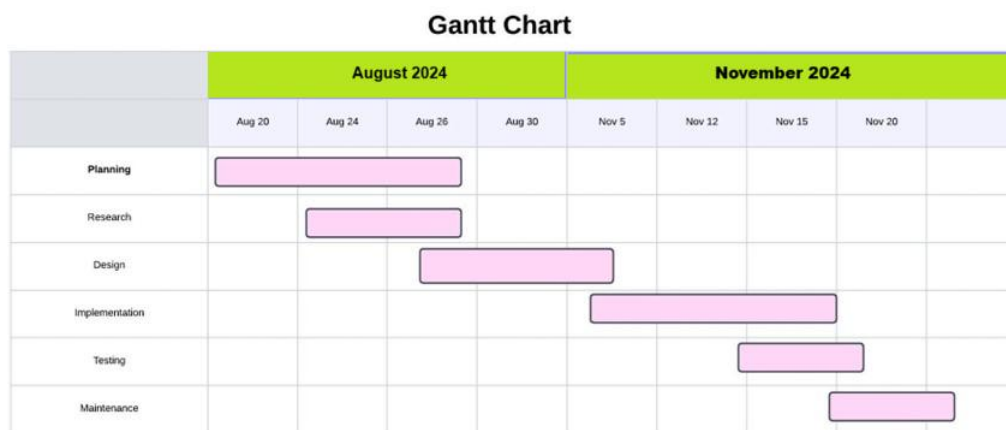 Gantt Chart
August 2024 November 2024
Aug 20 Aug 24 Aug 26 Aug 30 Nov 5 Nov 12 Nov 15 Nov 20
Planning
Research
Design
Implementation
Testing
Maintenance